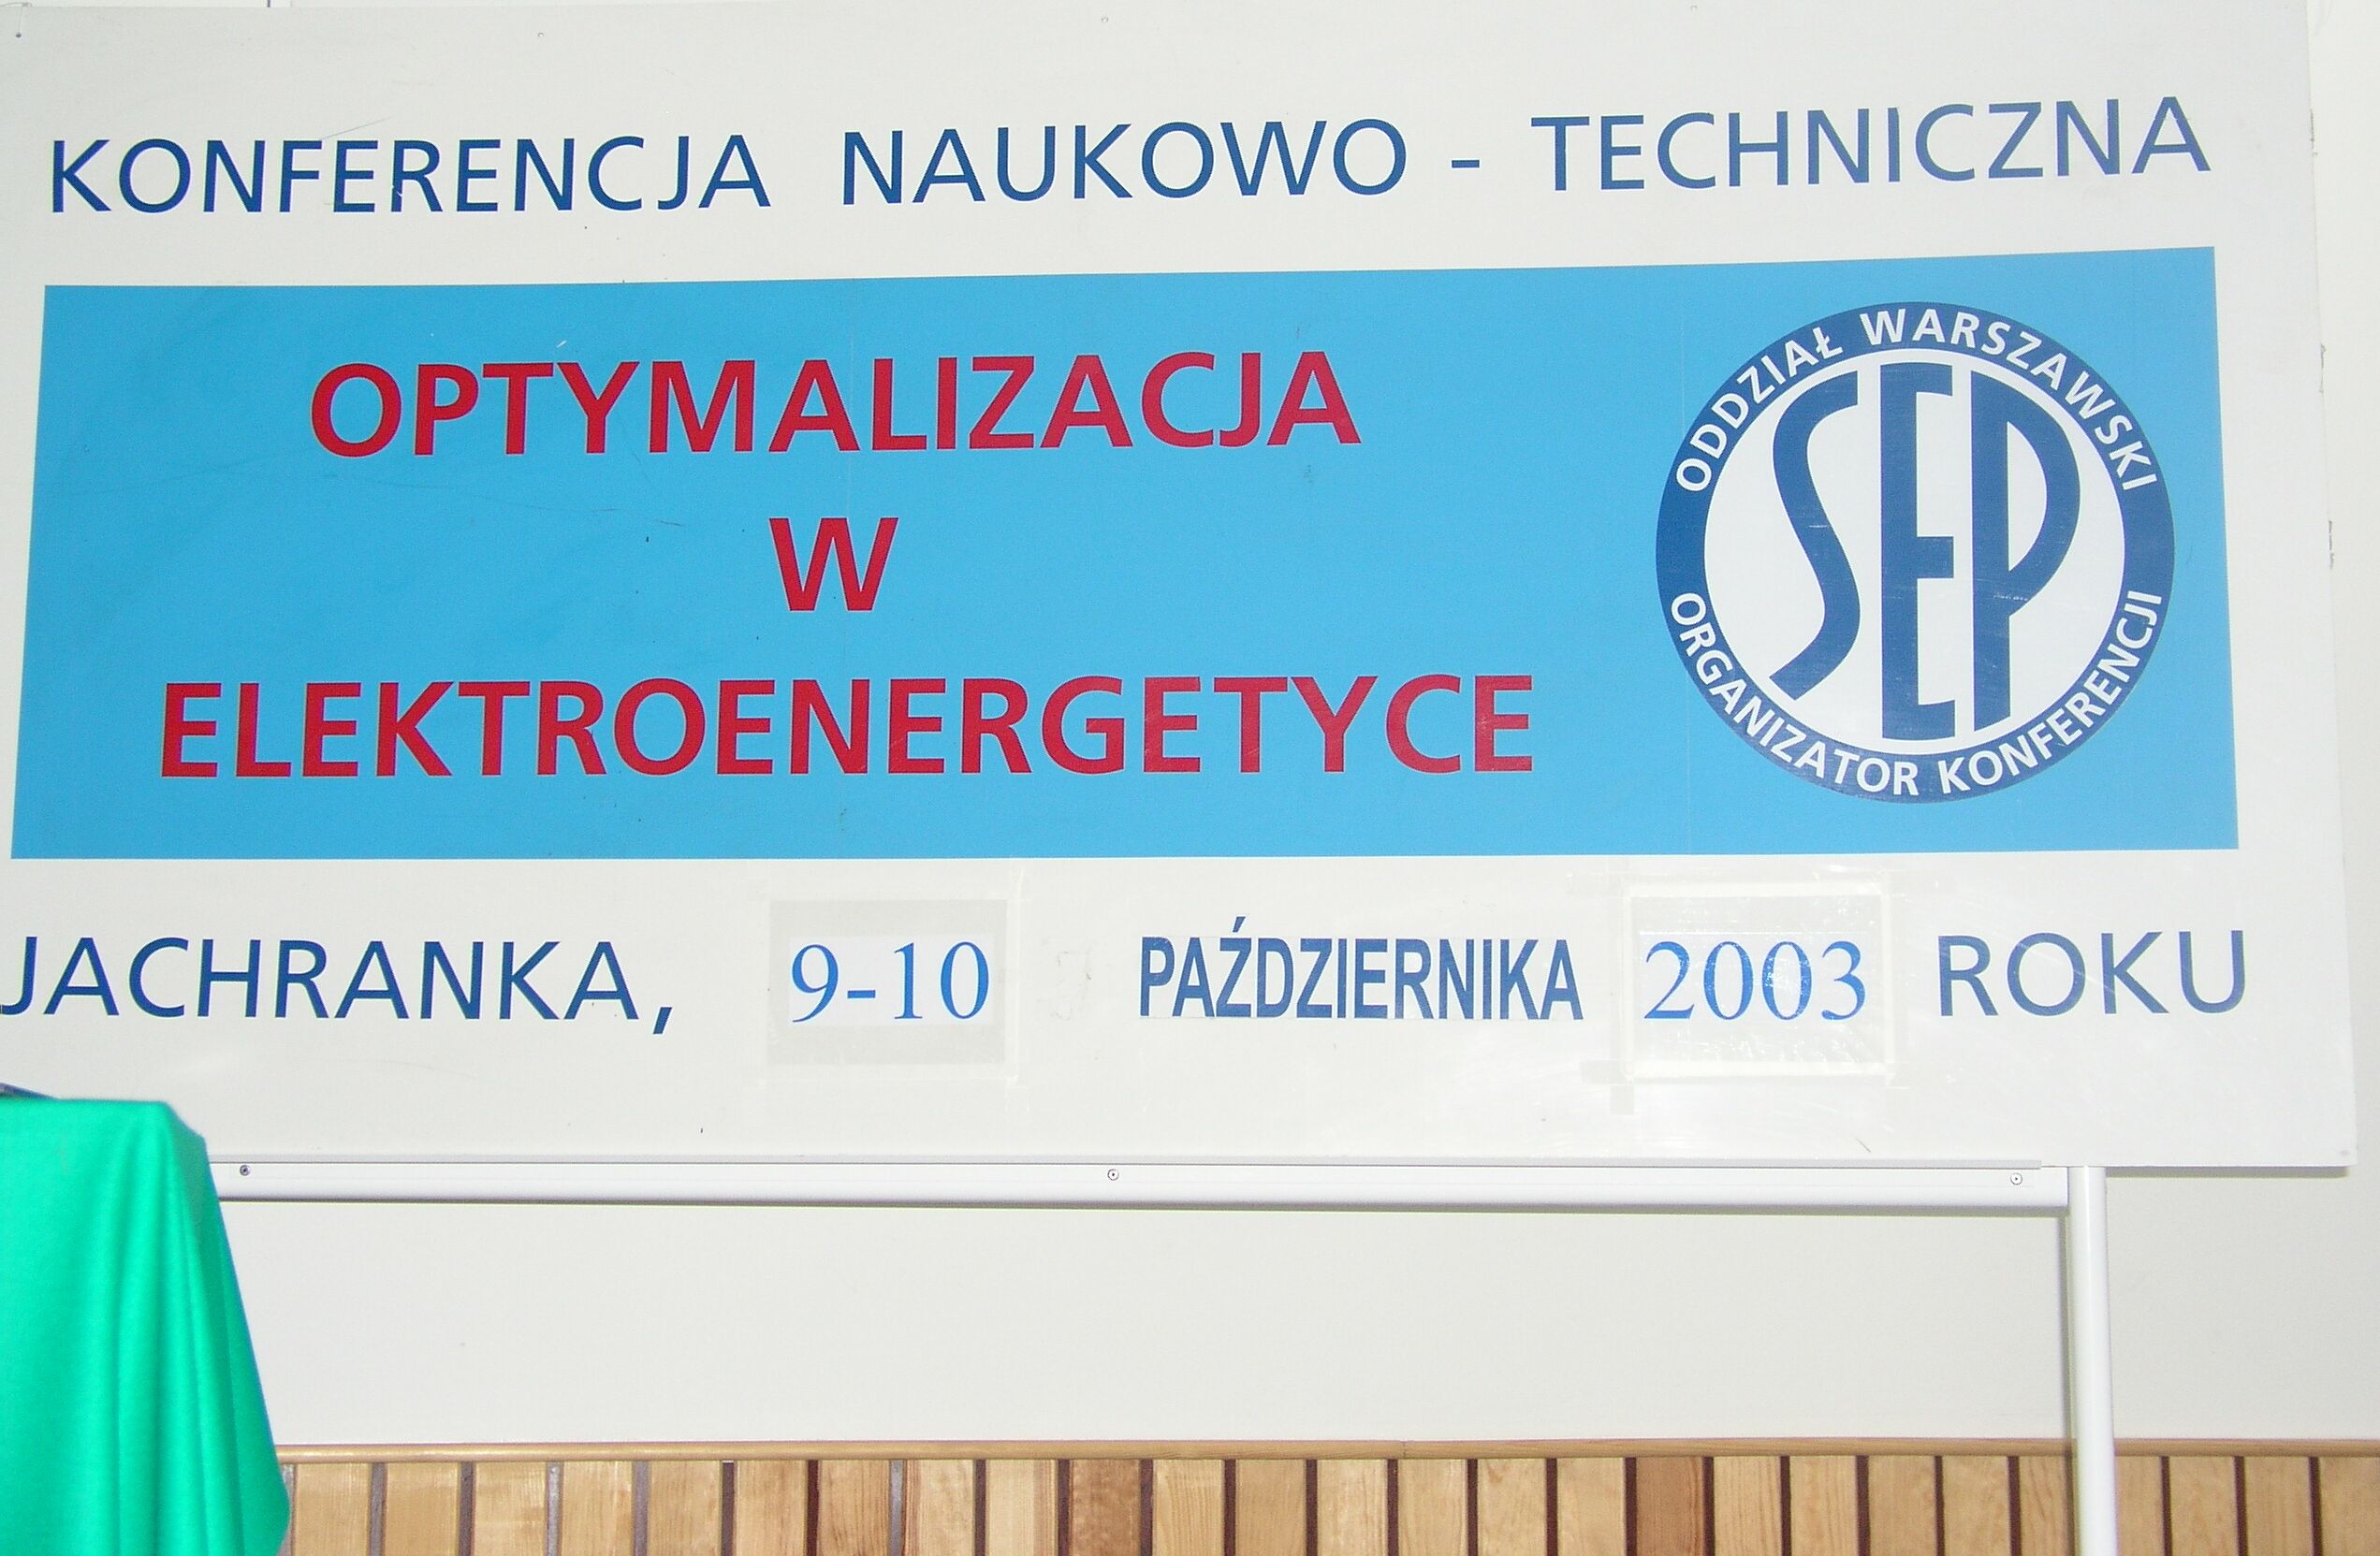 KONFERENCJA NAUKOWO - TECHNICZNA
OPTYMALIZACJA
W
ELEKTROENERGETYCE
ODDZIAŁ WARSZAWSKI
SEP
ORGANIZATOR KONFERENCJI
JACHRANKA, 9-10 PAŹDZIERNIKA 2003 ROKU